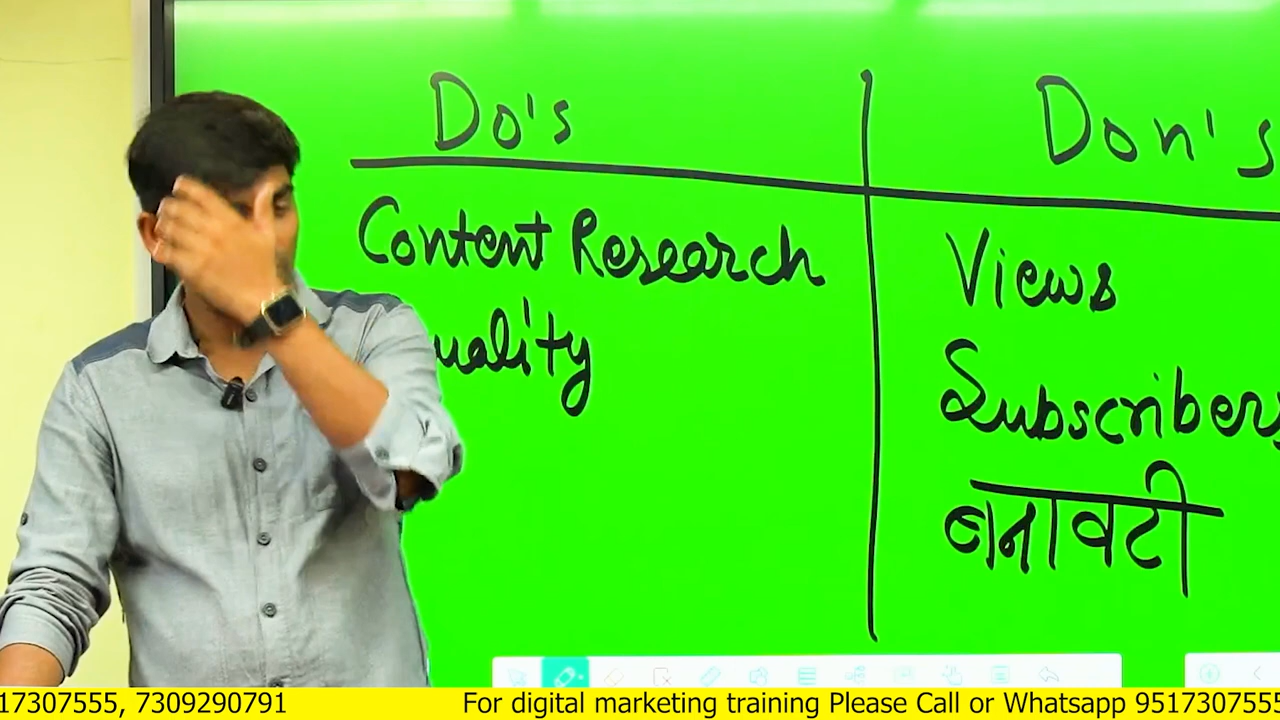 Do's
Don's
Content Research
uality
Views
Subscribers
बनावटी
17307555, 7309290791
For digital marketing training Please Call or Whatsapp 9517307555